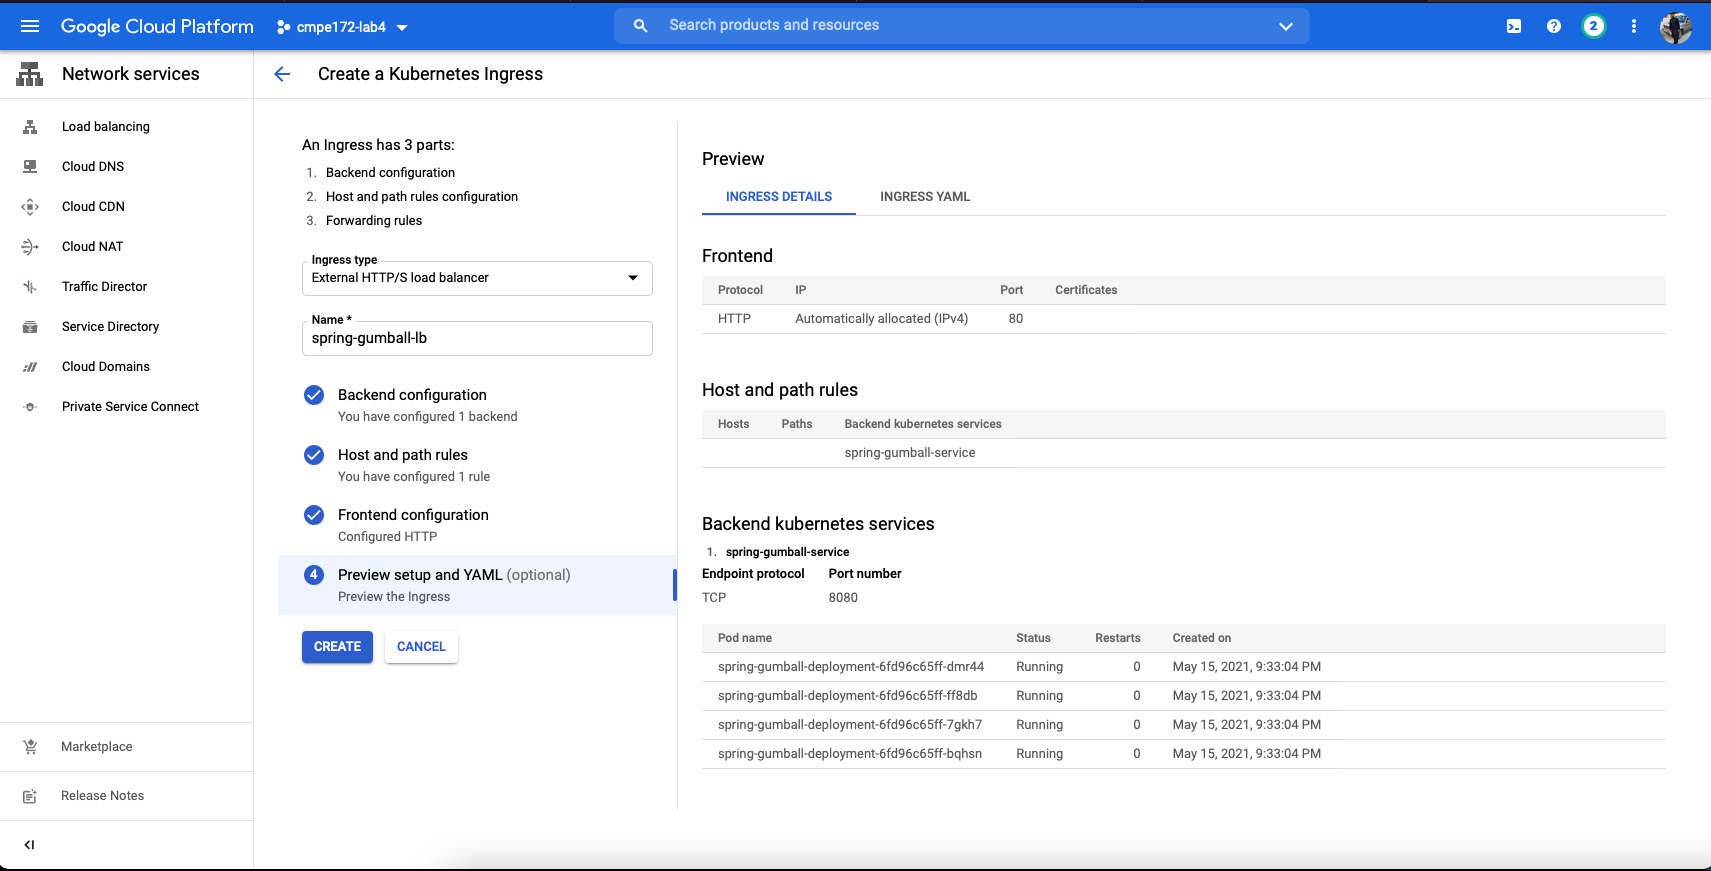 Google Cloud Platform
cmpe172-lab4
Search products and resources
2
Network services
Create a Kubernetes Ingress
Load balancing
Cloud DNS
Cloud CDN
Cloud NAT
Traffic Director
Service Directory
Cloud Domains
Private Service Connect
Marketplace
Release Notes
An Ingress has 3 parts:
1. Backend configuration
2. Host and path rules configuration
3. Forwarding rules
Ingress type
External HTTP/S load balancer
Name *
spring-gumball-lb
Backend configuration
You have configured 1 backend
Host and path rules
You have configured 1 rule
Frontend configuration
Configured HTTP
4 Preview setup and YAML (optional)
Preview the Ingress
CREATE CANCEL
Preview
INGRESS DETAILS INGRESS YAML
Frontend
Protocol IP Port Certificates
HTTP Automatically allocated (IPv4) 80
Host and path rules
Hosts Paths Backend kubernetes services
spring-gumball-service
Backend kubernetes services
1. spring-gumball-service
Endpoint protocol Port number
TCP 8080
Pod name Status Restarts Created on
spring-gumball-deployment-6fd96c65ff-dmr44 Running 0 May 15, 2021, 9:33:04 PM
spring-gumball-deployment-6fd96c65ff-ff8db Running 0 May 15, 2021, 9:33:04 PM
spring-gumball-deployment-6fd96c65ff-7gkh7 Running 0 May 15, 2021, 9:33:04 PM
spring-gumball-deployment-6fd96c65ff-bqhsn Running 0 May 15, 2021, 9:33:04 PM